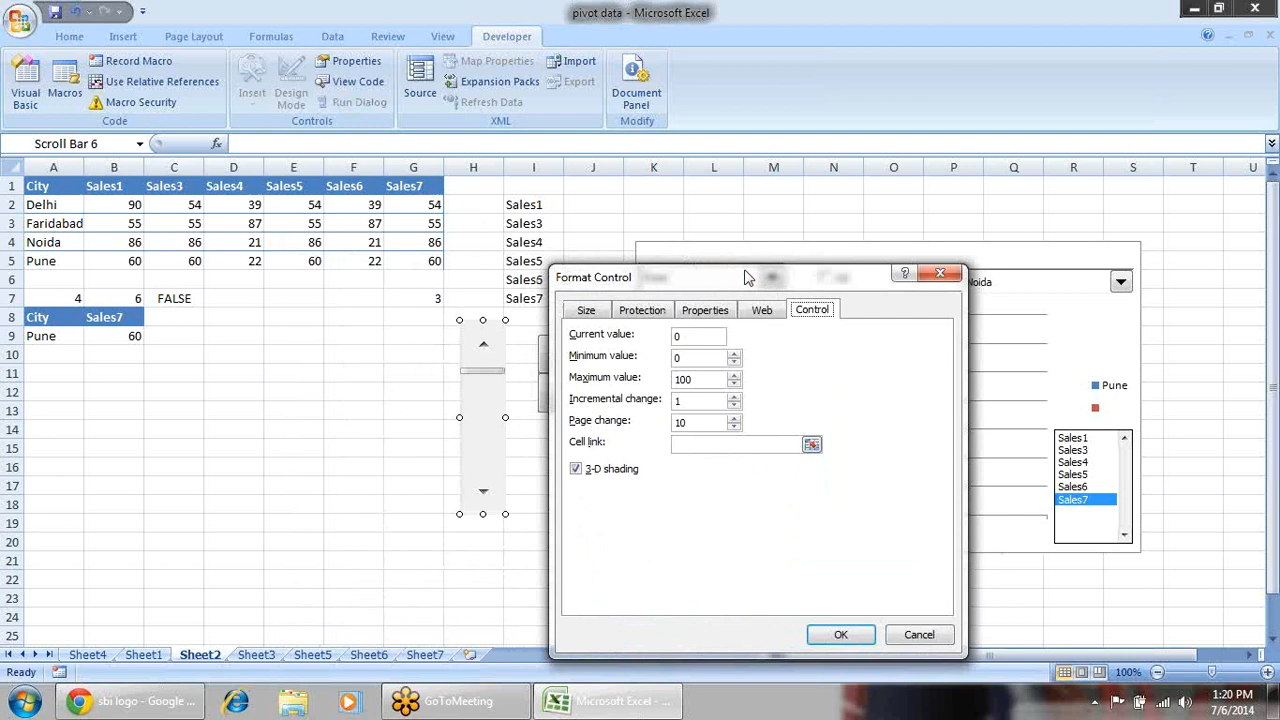 pivot data - Microsoft Excel
Home Insert Page Layout Formulas Data Review View Developer
Visual Basic
Macros
Record Macro
Use Relative References
Macro Security
Code
Insert
Design Mode
Properties
View Code
Run Dialog
Controls
Source
Map Properties
Expansion Packs
Refresh Data
Import
Export
XML
Document Panel
Modify
Scroll Bar 6 fx
A B C D E F G H I J K L M N O P Q R S T U
1 City Sales1 Sales3 Sales4 Sales5 Sales6 Sales7
2 Delhi 90 54 39 54 39 54 Sales1
3 Faridabad 55 55 87 55 87 55 Sales3
4 Noida 86 86 21 86 21 86 Sales4
5 Pune 60 60 22 60 22 60 Sales5
6 Sales6
7 4 6 FALSE 3 Sales7
8 City Sales7
9 Pune 60
10
11
12
13
14
15
16
17
18
19
20
21
22
23
24
25
Format Control
Size Protection Properties Web Control
Current value: 0
Minimum value: 0
Maximum value: 100
Incremental change: 1
Page change: 10
Cell link:
3-D shading
OK Cancel
Noida
Pune
Sales1
Sales3
Sales4
Sales5
Sales6
Sales7
Sheet4 Sheet1 Sheet2 Sheet3 Sheet5 Sheet6 Sheet7
Ready 100%
sbi logo - Google ...
GoToMeeting
Microsoft Excel - ...
1:20 PM
7/6/2014